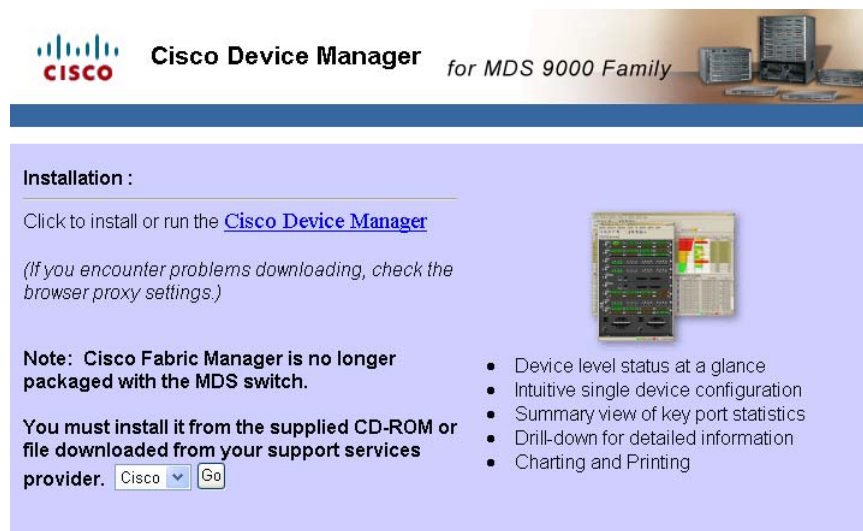 CISCO
Cisco Device Manager
for MDS 9000 Family
Installation :
Click to install or run the Cisco Device Manager
(If you encounter problems downloading, check the
browser proxy settings.)
Note: Cisco Fabric Manager is no longer
packaged with the MDS switch.
You must install it from the supplied CD-ROM or
file downloaded from your support services
provider. Cisco Go
• Device level status at a glance
• Intuitive single device configuration
• Summary view of key port statistics
• Drill-down for detailed information
• Charting and Printing